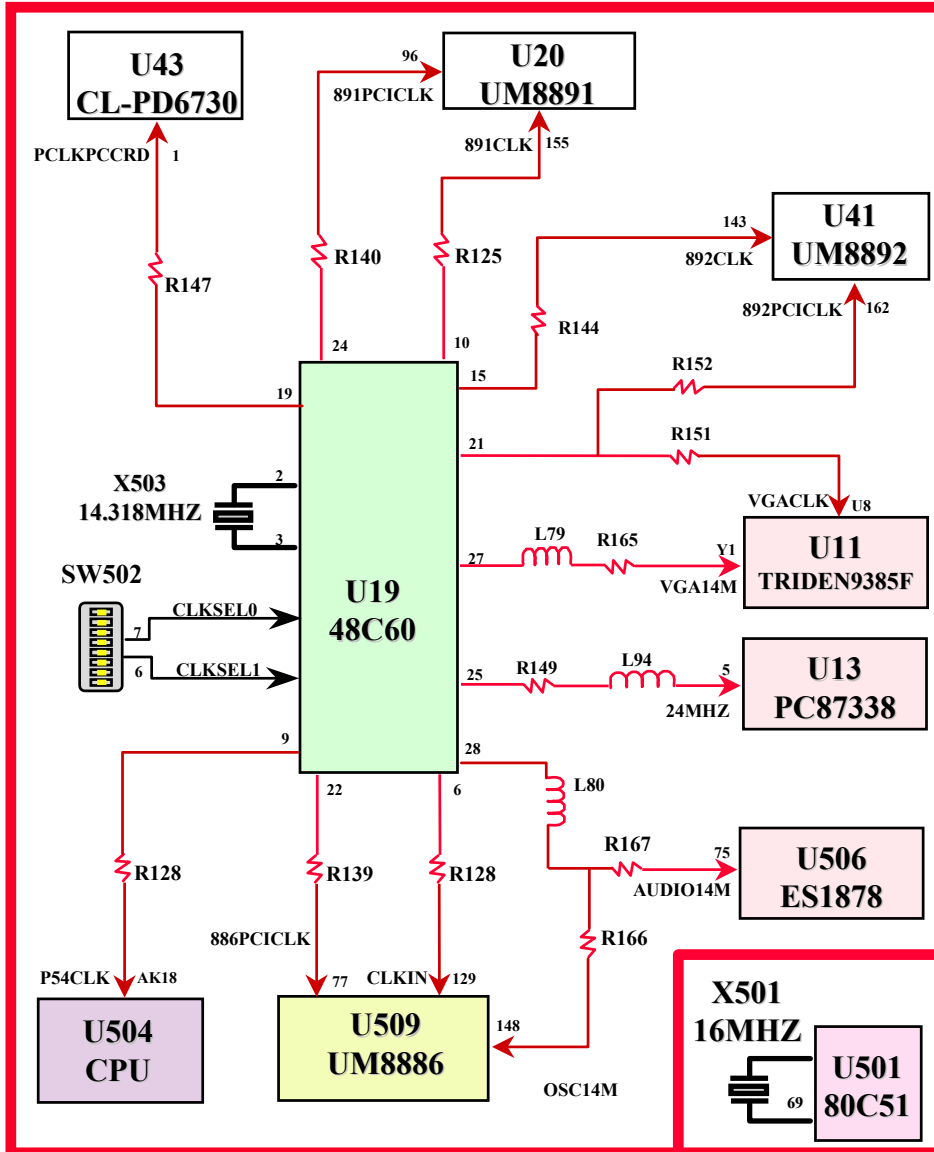 U43
CL-PD6730
PCLKPCCRD
1
R147
96
891PCICLK
U20
UM8891
891CLK
155
R140
R125
143
892CLK
U41
UM8892
892PCICLK
162
R144
24
10
15
19
R152
21
R151
X503
14.318MHZ
2
3
VGACLK
U8
L79
R165
Y1
27
VGA14M
U11
TRIDEN9385F
SW502
7
CLKSEL0
6
CLKSEL1
U19
48C60
25
R149
L94
5
24MHZ
U13
PC87338
9
28
22
6
L80
R128
R139
R128
R167
75
AUDIO14M
U506
ES1878
R166
886PCICLK
P54CLK
AK18
77
CLKIN
129
U504
CPU
U509
UM8886
148
OSC14M
X501
16MHZ
69
U501
80C51